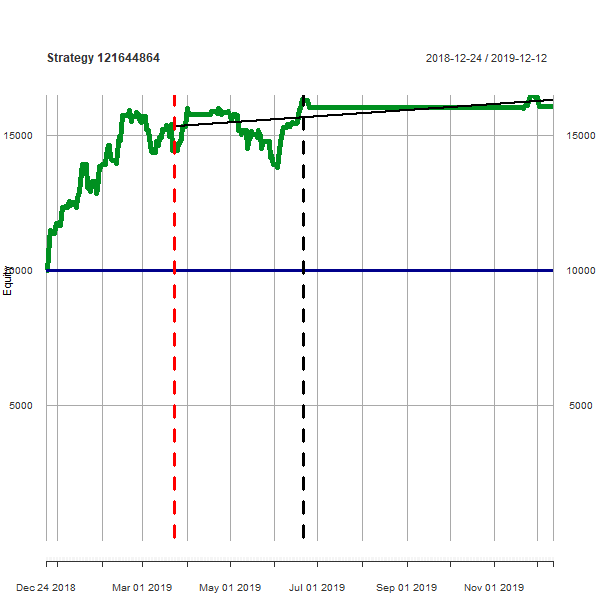 Strategy 121644864
2018-12-24 / 2019-12-12
15000
15000
10000
10000
5000
5000
Equity
Dec 24 2018
Mar 01 2019
May 01 2019
Jul 01 2019
Sep 01 2019
Nov 01 2019